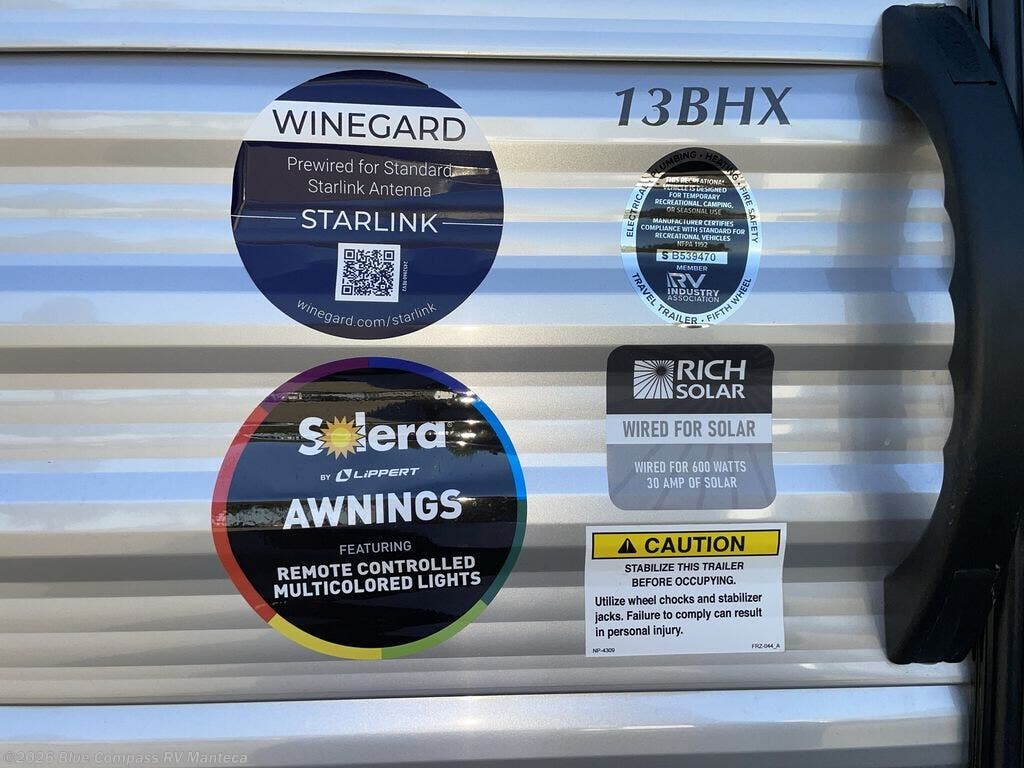 WINEGARD
Prewired for Standard
Starlink Antenna
STARLINK
winegard.com/starlink
13BHX
ELECTRICAL • PLUMBING • HEATING • FIRE SAFETY
THIS RECREATIONAL
VEHICLE IS DESIGNED
FOR TEMPORARY
RECREATIONAL, CAMPING,
OR SEASONAL USE
MANUFACTURER CERTIFIES
COMPLIANCE WITH STANDARD FOR
RECREATIONAL VEHICLES
NFPA 1192
S B539470
MEMBER
RV
INDUSTRY
ASSOCIATION
TRAVEL TRAILER • FIFTH WHEEL
Solera
BY LIPPERT
AWNINGS
FEATURING
REMOTE CONTROLLED
MULTICOLORED LIGHTS
RICH
SOLAR
WIRED FOR SOLAR
WIRED FOR 600 WATTS
30 AMP OF SOLAR
CAUTION
STABILIZE THIS TRAILER
BEFORE OCCUPYING.
Utilize wheel chocks and stabilizer
jacks. Failure to comply can result
in personal injury.
NP-4309 FRZ-044_A
©2026 Blue Compass RV Manteca